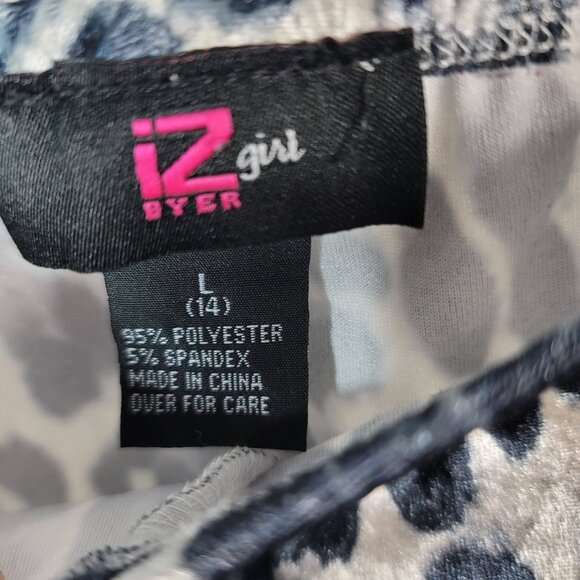 iZ girl
BYER
L
(14)
95% POLYESTER
5% SPANDEX
MADE IN CHINA
OVER FOR CARE